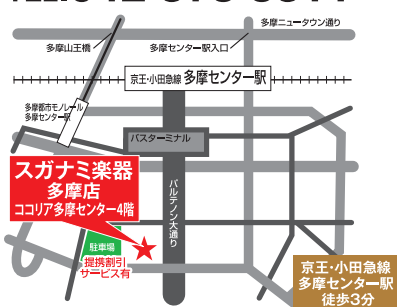 多摩ニュータウン通り
多摩山王橋
多摩センター駅入口
京王・小田急線 多摩センター駅
多摩都市モノレール
多摩センター駅
バスターミナル
スガナミ楽器
多摩店
ココリア多摩センター4階
パルテノン大通り
駐車場
提携割引
サービス有
京王・小田急線
多摩センター駅
徒歩3分